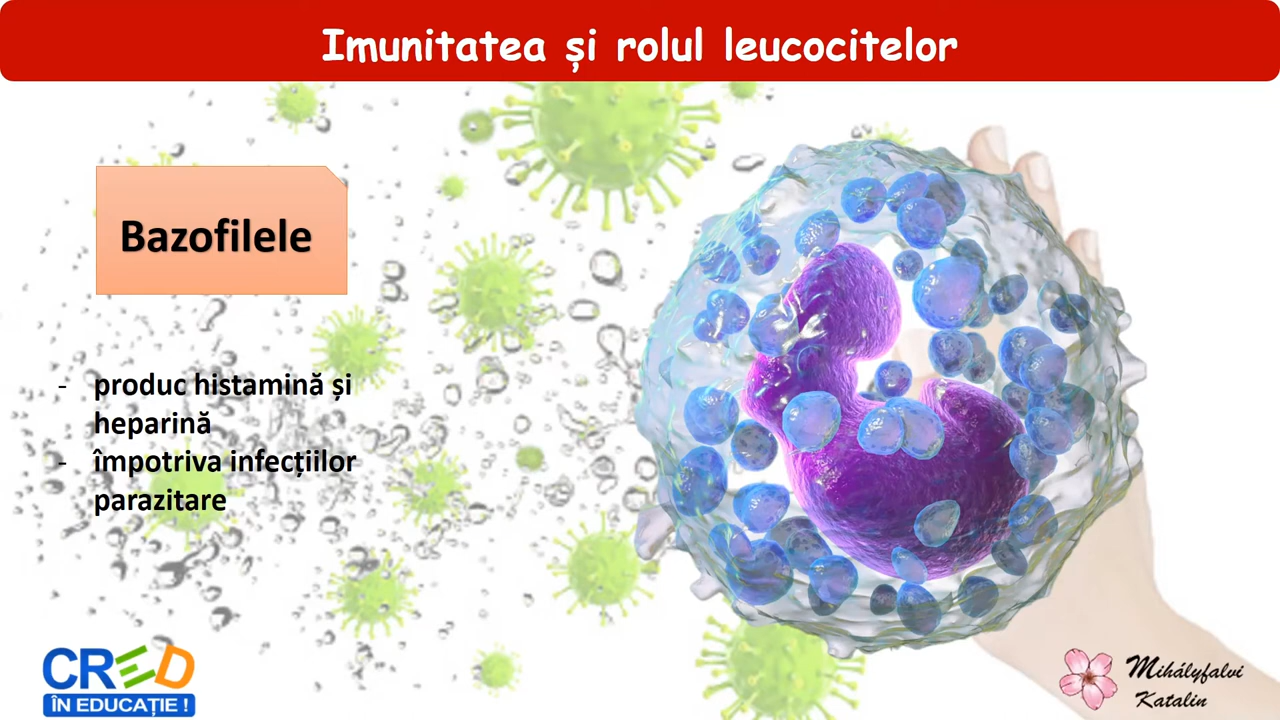 Imunitatea și rolul leucocitelor
Bazofilele
- produc histamină și
heparină
- împotriva infecțiilor
parazitare
CRED
ÎN EDUCAȚIE !
Mihályfalvi
Katalin